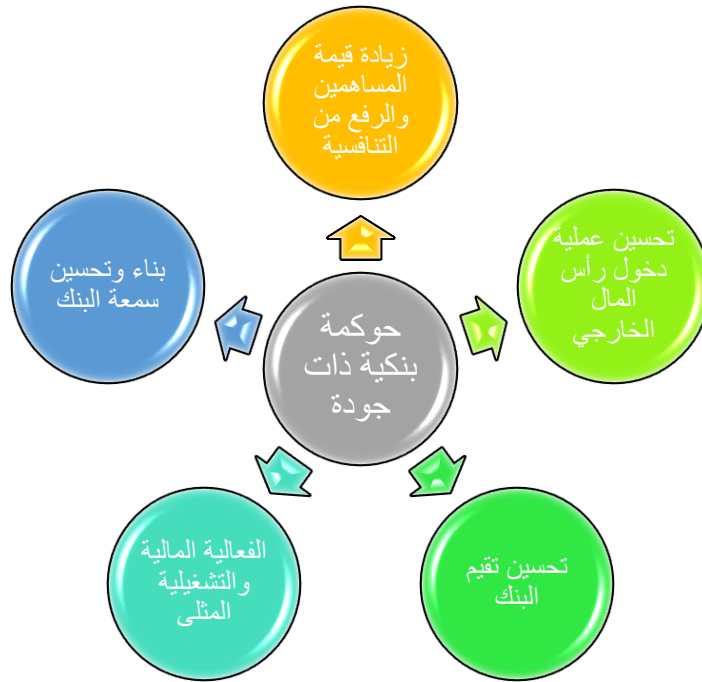 زيادة قيمة
المساهمين
والرفع من
التنافسية
تحسين عملية
دخول رأس
المال
الخارجي
بناء وتحسين
سمعة البنك
حوكمة
بنكية ذات
جودة
تحسين تقيم
البنك
الفعالية المالية
والتشغيلية
المثلى